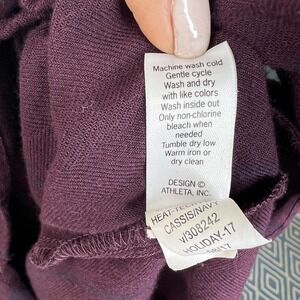 Machine wash cold
Gentle cycle
Wash and dry
with like colors
Wash inside out
Only non-chlorine
bleach when
needed
Tumble dry low
Warm iron or
dry clean
DESIGN ©
ATHLETA, INC.
CASSIS/NAVY
v/308242
HOLIDAY-17